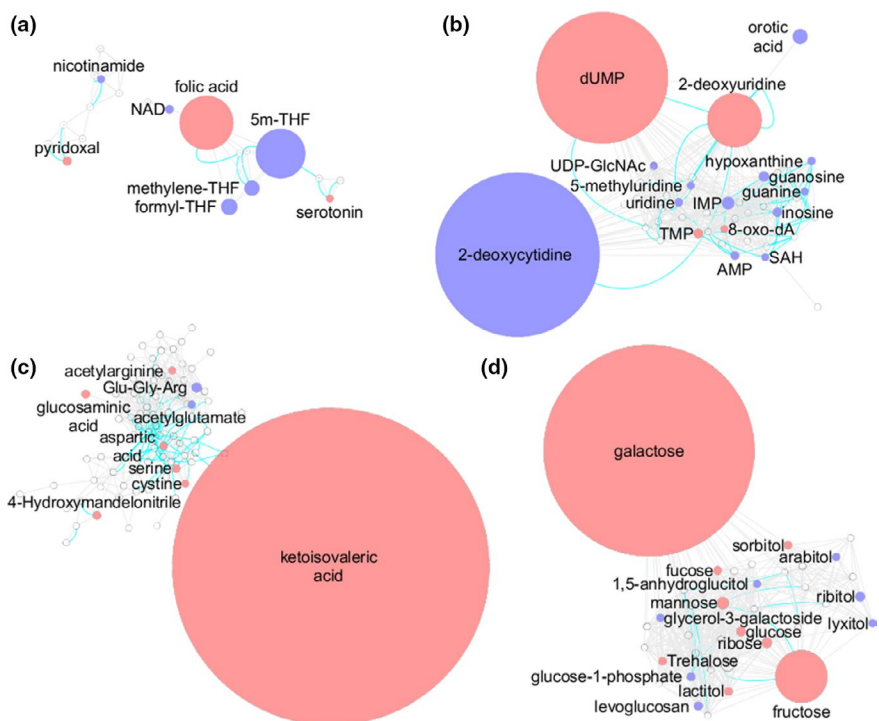 (a)
nicotinamide
pyridoxal
NAD
folic acid
5m-THF
methylene-THF
formyl-THF
serotonin
(b)
dUMP
orotic
acid
2-deoxyuridine
UDP-GlcNAc
5-methyluridine
uridine
hypoxanthine
guanosine
guanine
IMP
inosine
TMP
8-oxo-dA
AMP
SAH
2-deoxycytidine
(c)
acetylarginine
Glu-Gly-Arg
glucosaminic
acid
acetylglutamate
aspartic
acid
serine
cystine
4-Hydroxymandelonitrile
ketoisovaleric
acid
(d)
galactose
sorbitol
arabitol
fucose
1,5-anhydroglucitol
mannose
ribitol
glycerol-3-galactoside
glucose
lyxitol
ribose
Trehalose
glucose-1-phosphate
lactitol
levoglucosan
fructose